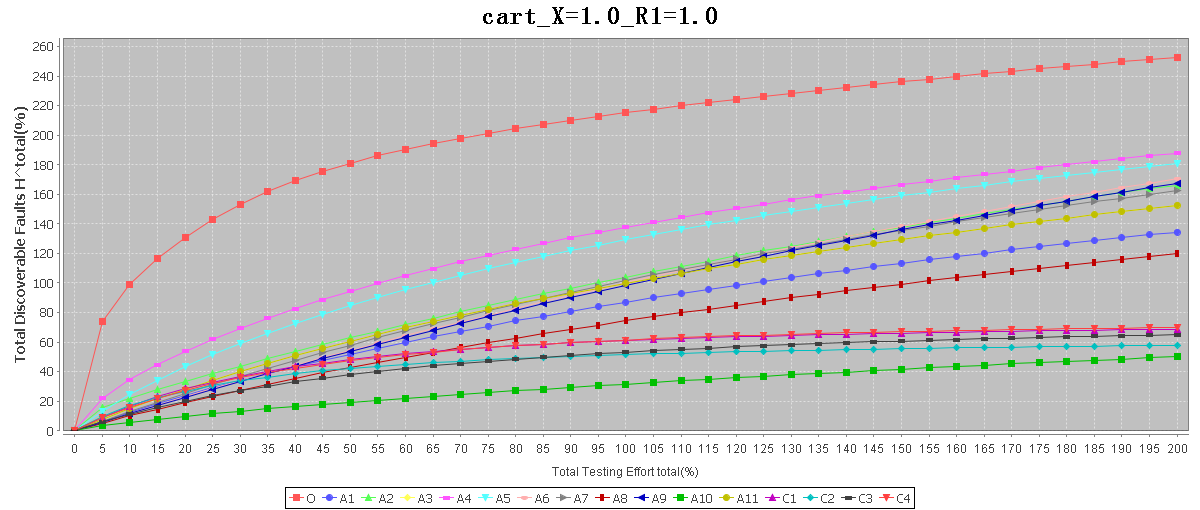 cart_X=1.0_R1=1.0
Total Discoverable Faults H^total(%)
260
240
220
200
180
160
140
120
100
80
60
40
20
0
0 5 10 15 20 25 30 35 40 45 50 55 60 65 70 75 80 85 90 95 100 105 110 115 120 125 130 135 140 145 150 155 160 165 170 175 180 185 190 195 200
Total Testing Effort total(%)
O A1 A2 A3 A4 A5 A6 A7 A8 A9 A10 A11 C1 C2 C3 C4